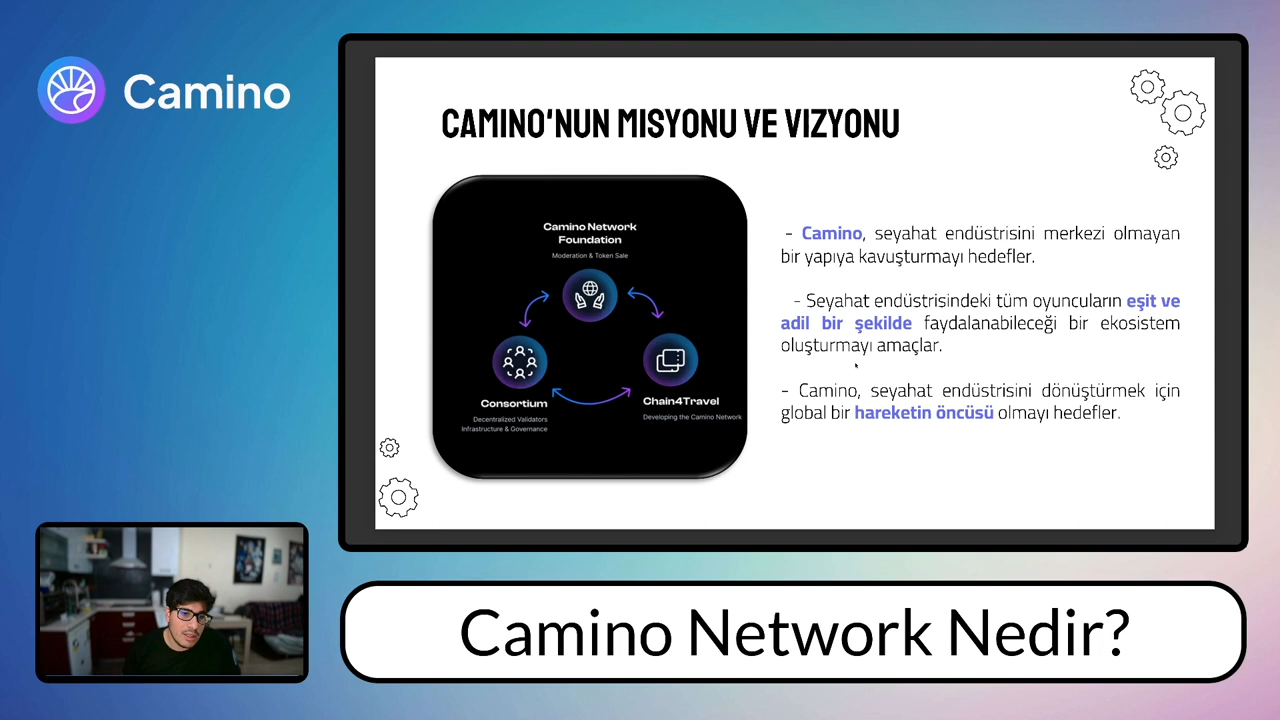 Camino
CAMINO'NUN MISYONU VE VIZYONU
Camino Network
Foundation
Moderation & Token Sale
Consortium
Decentralized Validators
Infrastructure & Governance
Chain4Travel
Developing the Camino Network
- Camino, seyahat endüstrisini merkezi olmayan
bir yapıya kavuşturmayı hedefler.
- Seyahat endüstrisindeki tüm oyuncuların eşit ve
adil bir şekilde faydalanabileceği bir ekosistem
oluşturmayı amaçlar.
- Camino, seyahat endüstrisini dönüştürmek için
global bir hareketin öncüsü olmayı hedefler.
Camino Network Nedir?